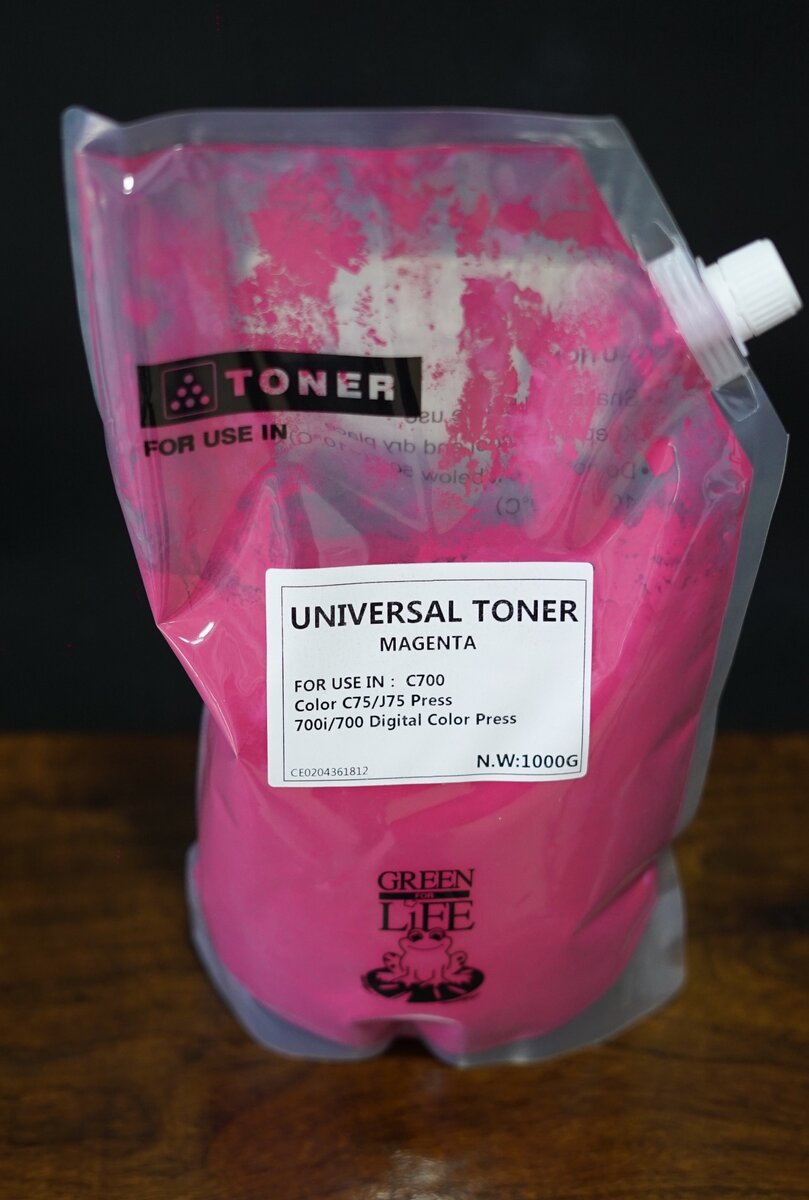 TONER
FOR USE IN
UNIVERSAL TONER
MAGENTA
FOR USE IN : C700
Color C75/J75 Press
700i/700 Digital Color Press
N.W:1000G
CE0204361812
GREEN
FOR
LiFE